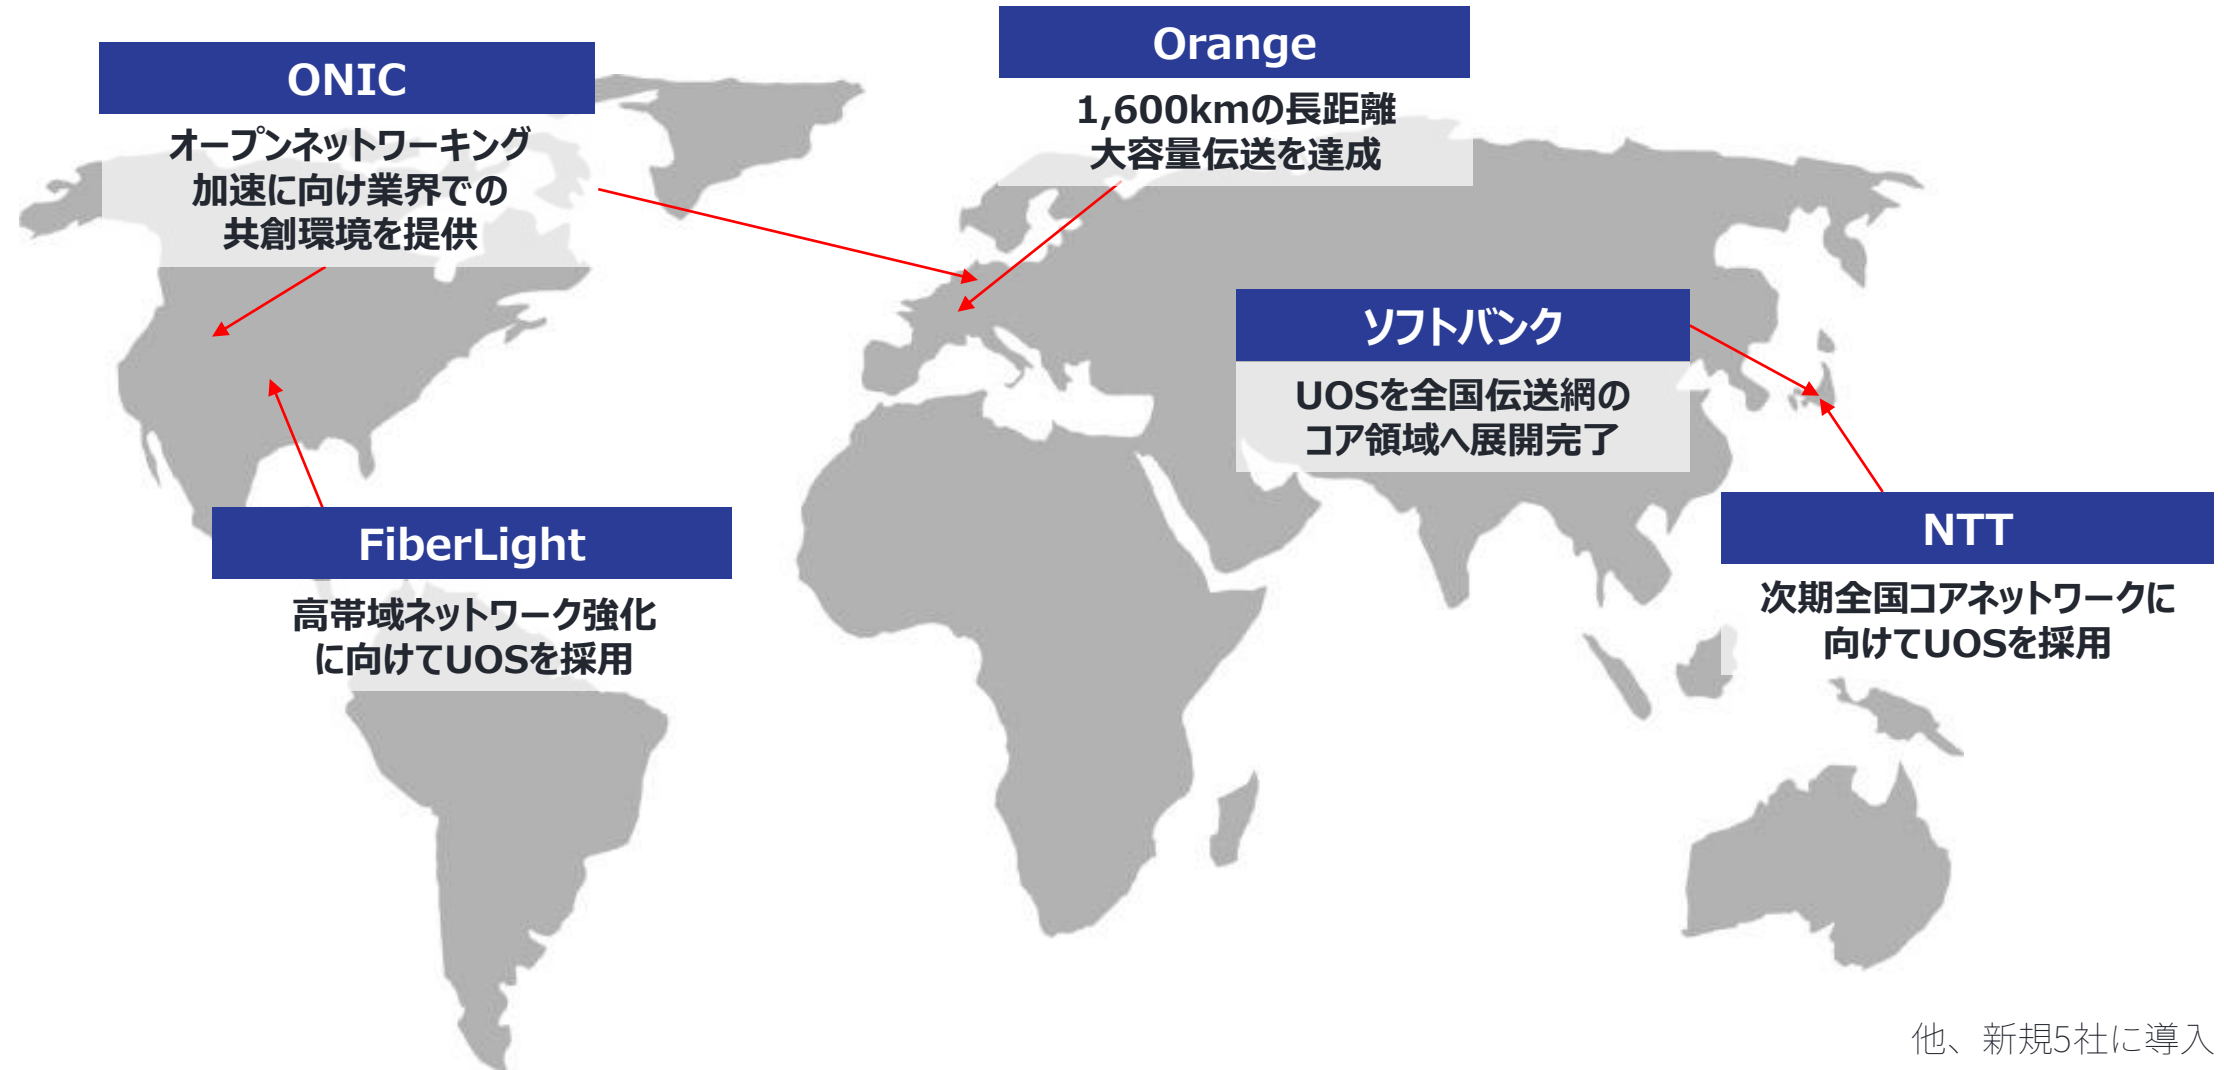 ONIC
オープンネットワーキング
加速に向け業界での
共創環境を提供
Orange
1,600kmの長距離
大容量伝送を達成
ソフトバンク
UOSを全国伝送網の
コア領域へ展開完了
FiberLight
高帯域ネットワーク強化
に向けてUOSを採用
NTT
次期全国コアネットワークに
向けてUOSを採用
他、新規5社に導入